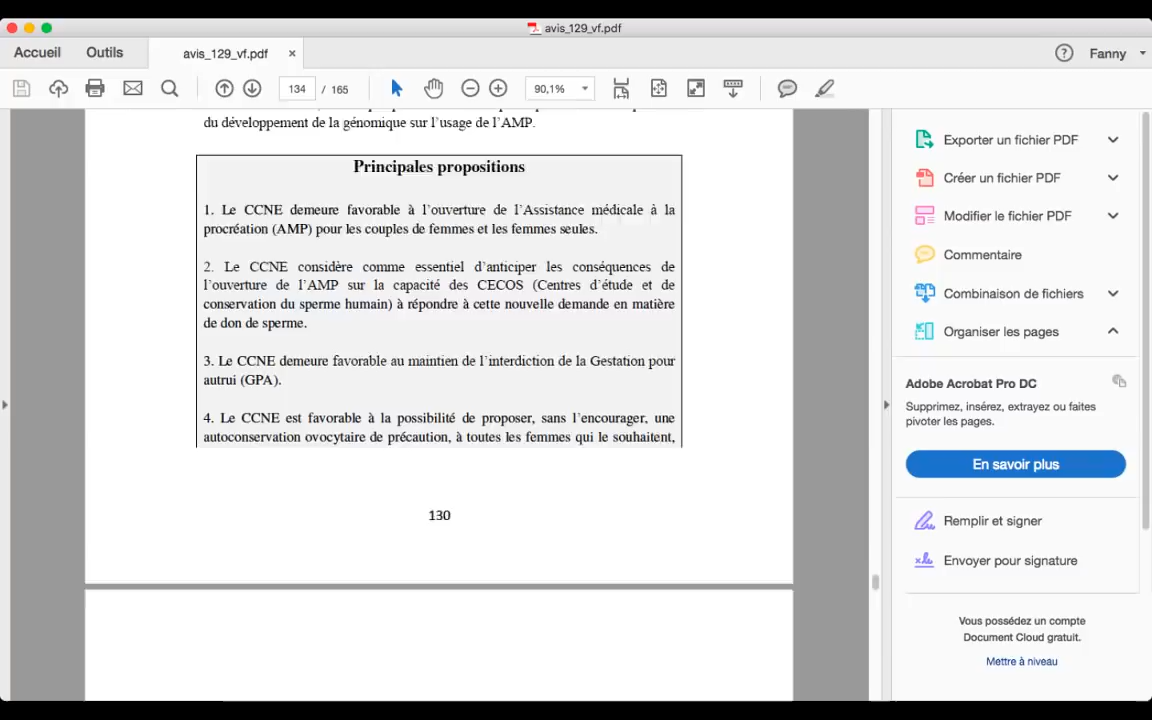 avis_129_vf.pdf
Accueil
Outils
avis_129_vf.pdf
Fanny
134 / 165
90,1%
du développement de la génomique sur l'usage de l'AMP.
Principales propositions
1. Le CCNE demeure favorable à l'ouverture de l'Assistance médicale à la
procréation (AMP) pour les couples de femmes et les femmes seules.
2. Le CCNE considère comme essentiel d'anticiper les conséquences de
l'ouverture de l'AMP sur la capacité des CECOS (Centres d'étude et de
conservation du sperme humain) à répondre à cette nouvelle demande en matière
de don de sperme.
3. Le CCNE demeure favorable au maintien de l'interdiction de la Gestation pour
autrui (GPA).
4. Le CCNE est favorable à la possibilité de proposer, sans l'encourager, une
autoconservation ovocytaire de précaution, à toutes les femmes qui le souhaitent,
130
Exporter un fichier PDF
Créer un fichier PDF
Modifier le fichier PDF
Commentaire
Combinaison de fichiers
Organiser les pages
Adobe Acrobat Pro DC
Supprimez, insérez, extrayez ou faites
pivoter les pages.
En savoir plus
Remplir et signer
Envoyer pour signature
Vous possédez un compte
Document Cloud gratuit.
Mettre à niveau